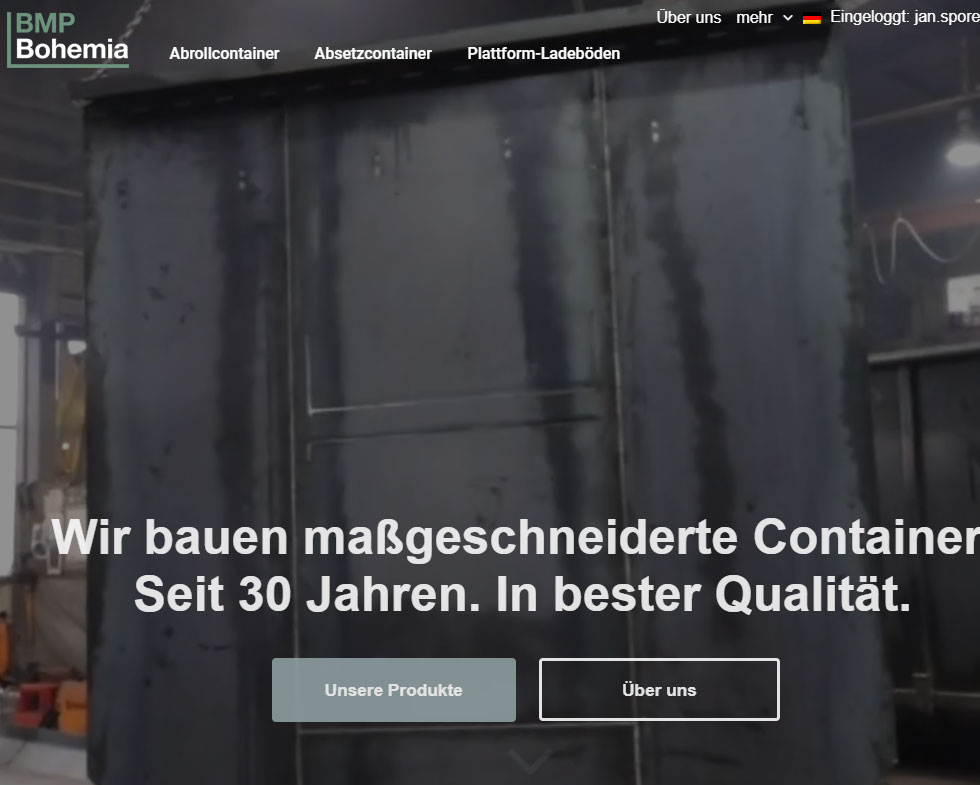 BMP
Bohemia
Über uns mehr Eingeloggt: jan.spore
Abrollcontainer Absetzcontainer Plattform-Ladeböden
Wir bauen maßgeschneiderte Container
Seit 30 Jahren. In bester Qualität.
Unsere Produkte Über uns